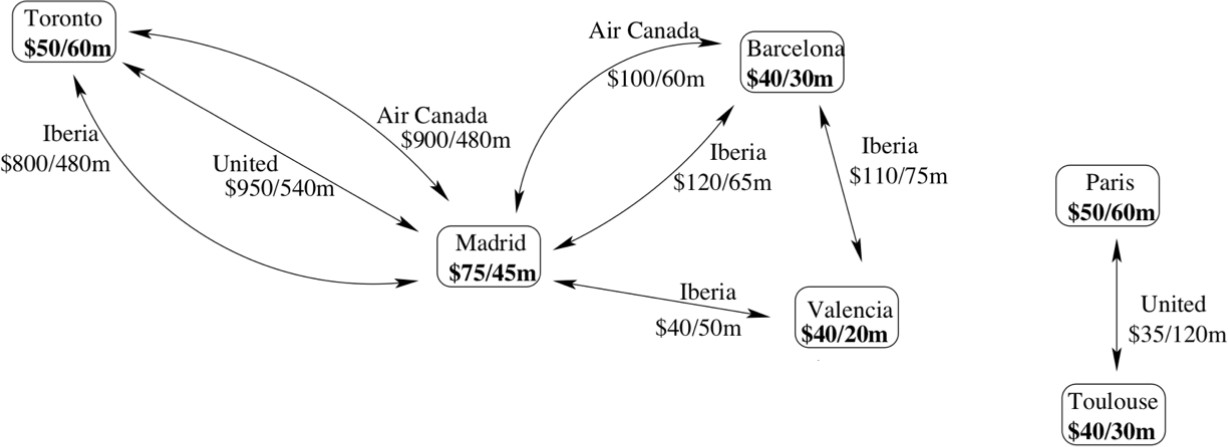 Toronto
$50/60m
Iberia
$800/480m
United
$950/540m
Air Canada
$900/480m
Madrid
$75/45m
Air Canada
$100/60m
Barcelona
$40/30m
Iberia
$120/65m
Iberia
$110/75m
Iberia
$40/50m
Valencia
$40/20m
Paris
$50/60m
United
$35/120m
Toulouse
$40/30m